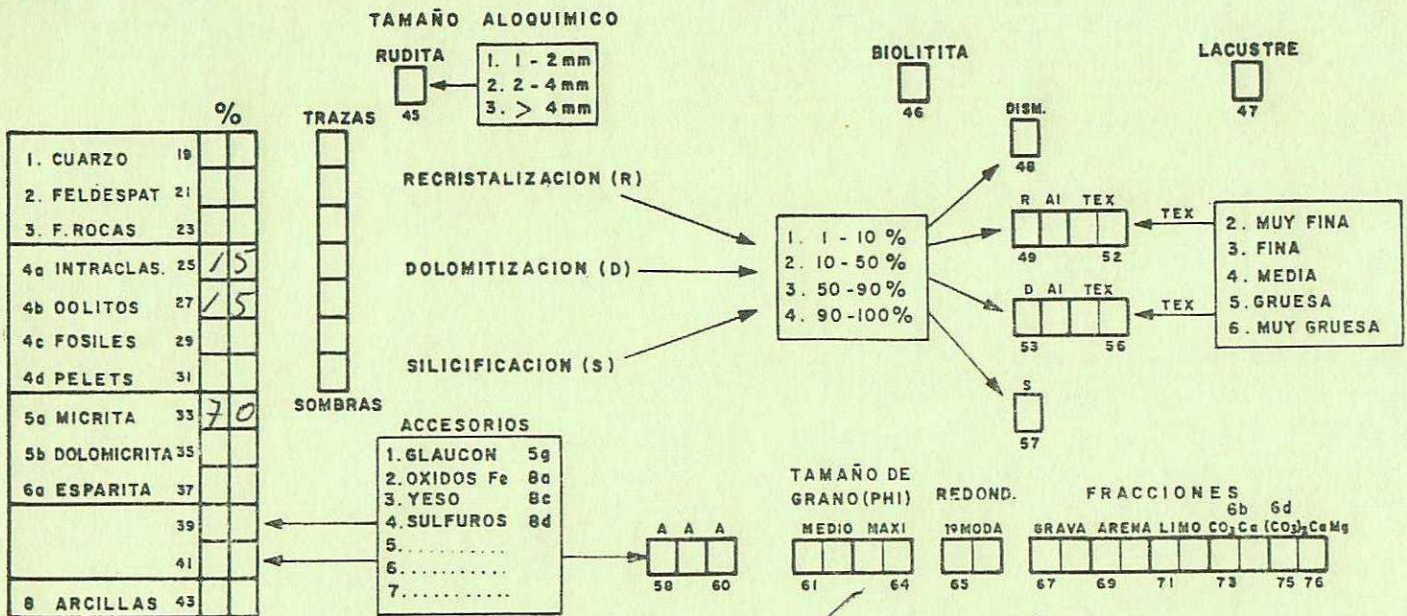 TAMAÑO ALOQUIMICO
RUDITA
45
1. 1 - 2 mm
2. 2 - 4 mm
3. > 4 mm
BIOLITITA
46
LACUSTRE
47
%
1. CUARZO 19
2. FELDESPAT 21
3. F. ROCAS 23
4a INTRACLAS. 25 15
4b OOLITOS 27 15
4c FOSILES 29
4d PELETS 31
5a MICRITA 33 70
5b DOLOMICRITA 35
6a ESPARITA 37
39
41
8 ARCILLAS 43
TRAZAS
SOMBRAS
RECRISTALIZACION (R)
DOLOMITIZACION (D)
SILICIFICACION (S)
1. 1 - 10 %
2. 10 - 50 %
3. 50 - 90 %
4. 90 - 100 %
DISM.
48
R AI TEX
49 52
TEX
D AI TEX
53 56
TEX
S
57
2. MUY FINA
3. FINA
4. MEDIA
5. GRUESA
6. MUY GRUESA
ACCESORIOS
1. GLAUCON 5g
2. OXIDOS Fe 8a
3. YESO 8c
4. SULFUROS 8d
5. ..........
6. ..........
7. ..........
A A A
58 60
TAMAÑO DE
GRANO (PHI)
MEDIO MAXI
61 64
REDOND.
1ª MODA
65
FRACCIONES
6b 6d
GRAVA ARENA LIMO CO3Ca (CO3)2CaMg
67 69 71 73 75 76